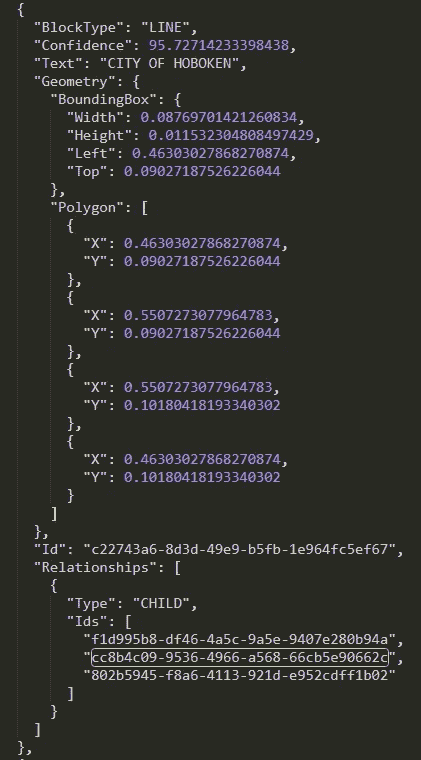 {
"BlockType": "LINE",
"Confidence": 95.72714233398438,
"Text": "CITY OF HOBOKEN",
"Geometry": {
"BoundingBox": {
"Width": 0.08769701421260834,
"Height": 0.011532304808497429,
"Left": 0.46303027868270874,
"Top": 0.09027187526226044
},
"Polygon": [
{
"X": 0.46303027868270874,
"Y": 0.09027187526226044
},
{
"X": 0.5507273077964783,
"Y": 0.09027187526226044
},
{
"X": 0.5507273077964783,
"Y": 0.10180418193340302
},
{
"X": 0.46303027868270874,
"Y": 0.10180418193340302
}
]
},
"Id": "c22743a6-8d3d-49e9-b5fb-1e964fc5ef67",
"Relationships": [
{
"Type": "CHILD",
"Ids": [
"f1d995b8-df46-4a5c-9a5e-9407e280b94a",
"cc8b4c09-9536-4966-a568-66cb5e90662c",
"802b5945-f8a6-4113-921d-e952cdff1b02"
]
}
]
},